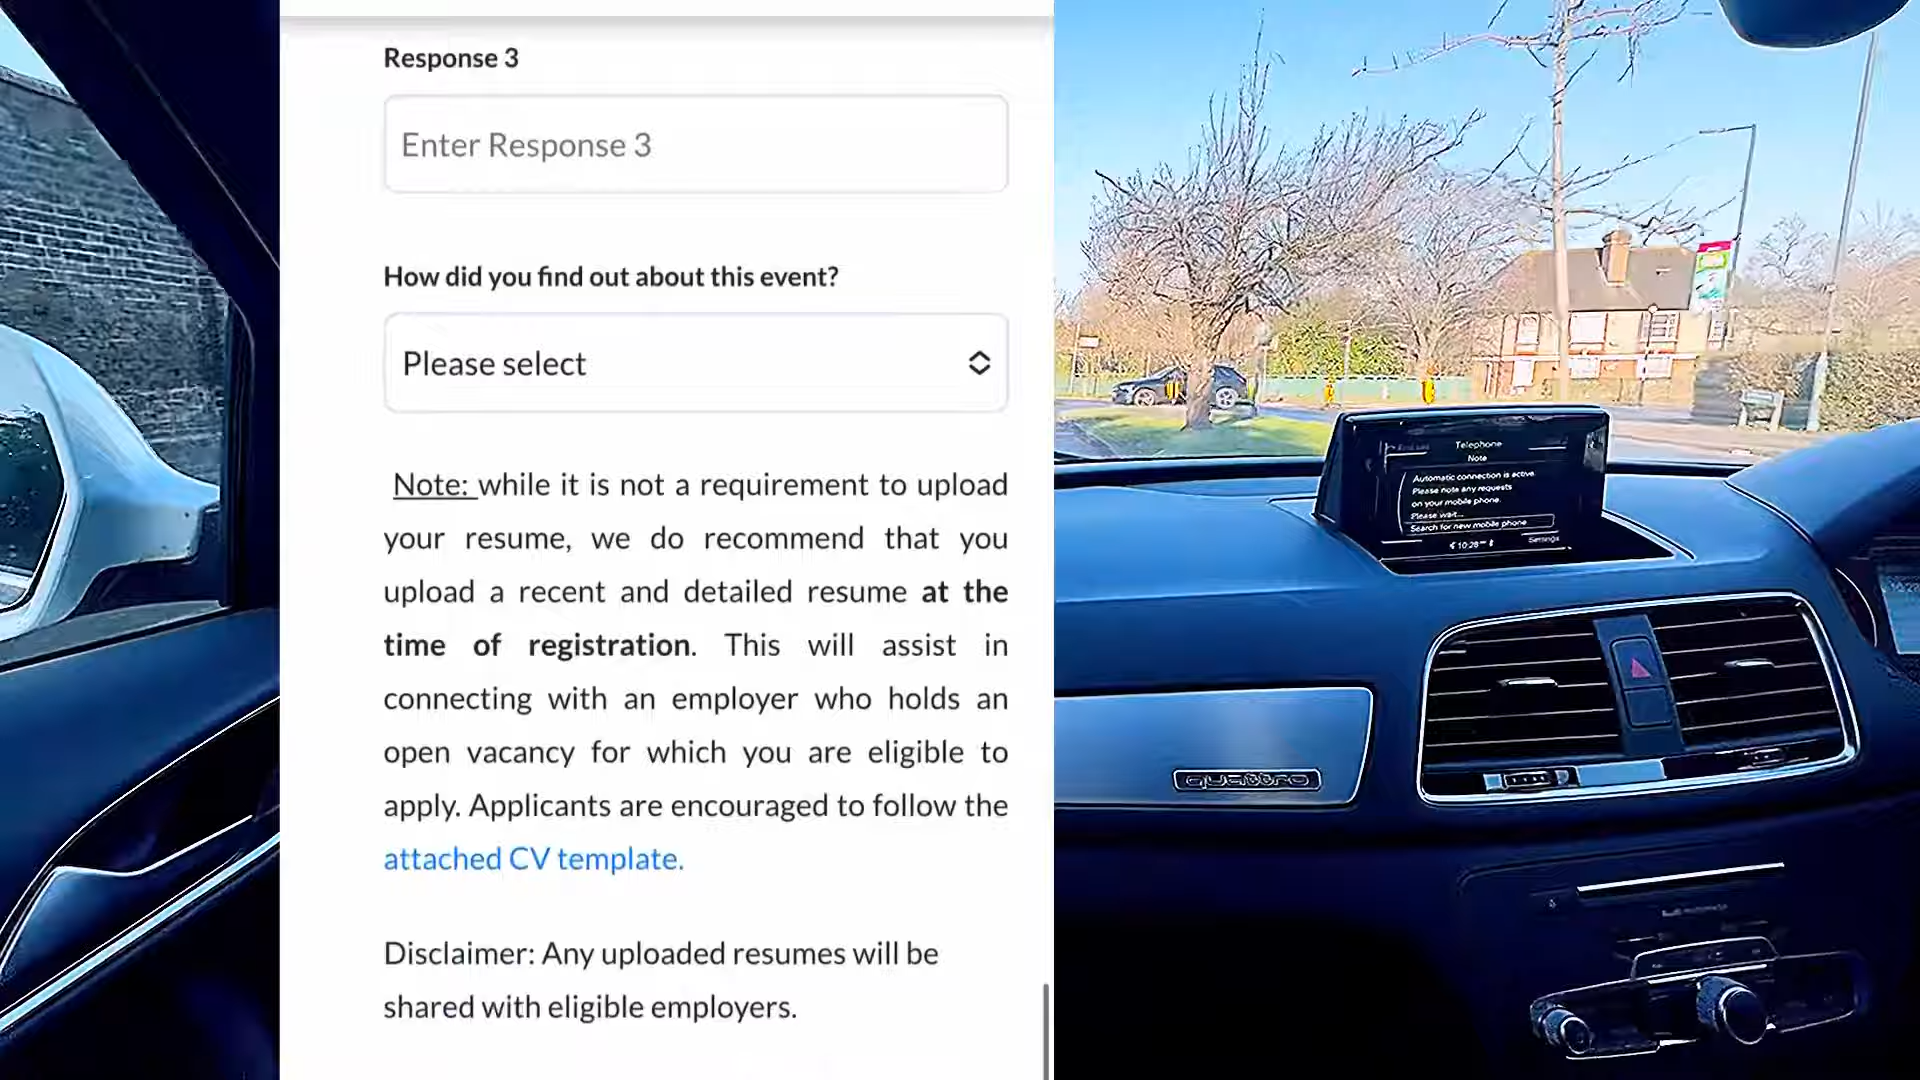 Response 3
Enter Response 3
How did you find out about this event?
Please select
Note: while it is not a requirement to upload
your resume, we do recommend that you
upload a recent and detailed resume at the
time of registration. This will assist in
connecting with an employer who holds an
open vacancy for which you are eligible to
apply. Applicants are encouraged to follow the
attached CV template.
Disclaimer: Any uploaded resumes will be
shared with eligible employers.
Telephone
Note
Automatic connection is active.
Please note any requests
on your mobile phone.
Please wait...
Search for new mobile phone
10:28
Settings
quattro